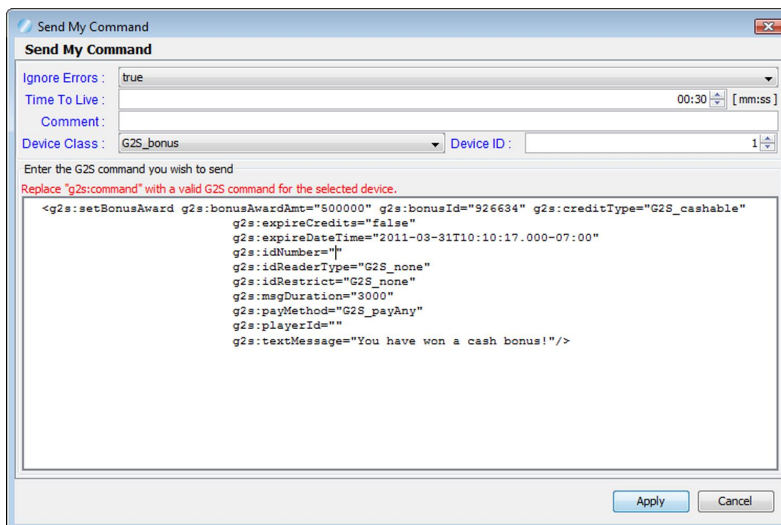 Send My Command
Send My Command
Ignore Errors : true
Time To Live : 00:30 [mm:ss]
Comment :
Device Class : G2S_bonus Device ID : 1
Enter the G2S command you wish to send
Replace "g2s:command" with a valid G2S command for the selected device.
<g2s:setBonusAward g2s:bonusAwardAmt="500000" g2s:bonusId="926634" g2s:creditType="G2S_cashable"
g2s:expireCredits="false"
g2s:expireDateTime="2011-03-31T10:10:17.000-07:00"
g2s:idNumber=""
g2s:idReaderType="G2S_none"
g2s:idRestrict="G2S_none"
g2s:msgDuration="3000"
g2s:payMethod="G2S_payAny"
g2s:playerId=""
g2s:textMessage="You have won a cash bonus!"/>
Apply Cancel